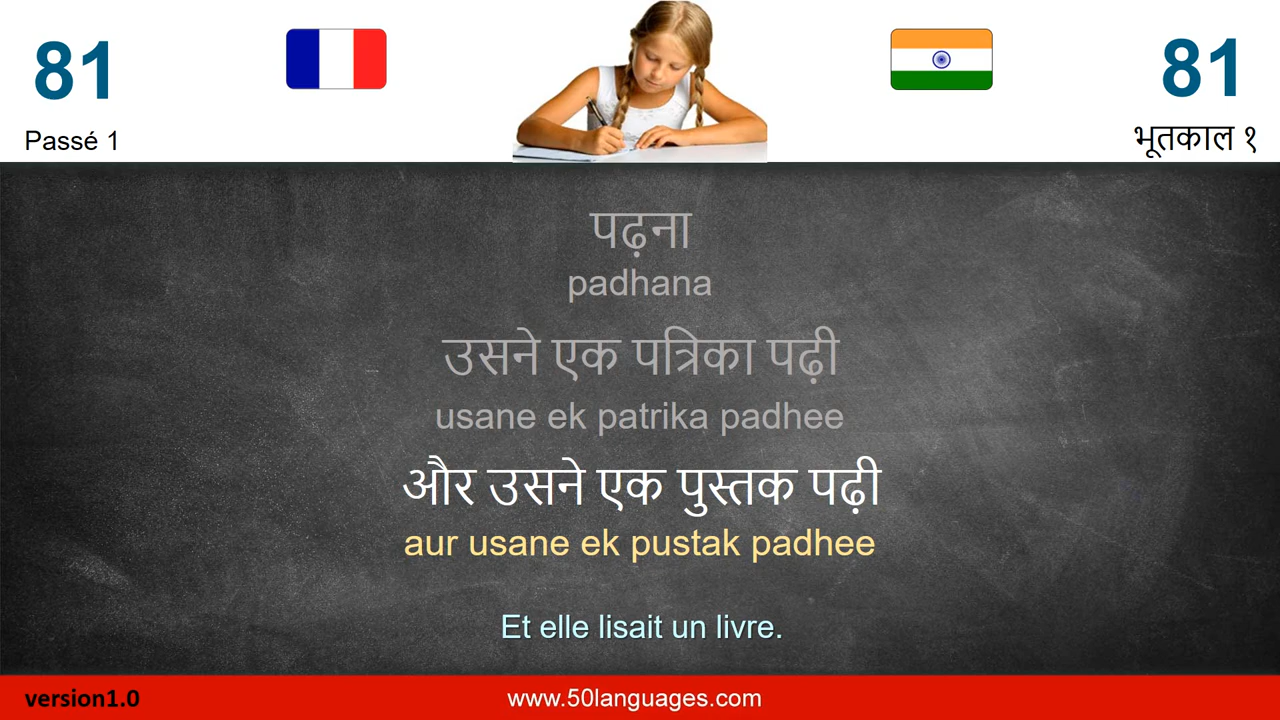 81
81
Passé 1
भूतकाल १
पढ़ना
padhana
उसने एक पत्रिका पढ़ी
usane ek patrika padhee
और उसने एक पुस्तक पढ़ी
aur usane ek pustak padhee
Et elle lisait un livre.
version1.0
www.50languages.com